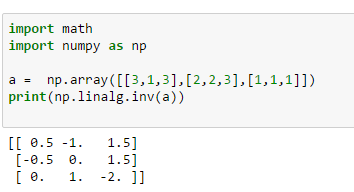 import math
import numpy as np
a =  np.array([[3,1,3],[2,2,3],[1,1,1]])
print(np.linalg.inv(a))
[[ 0.5 -1.   1.5]
 [-0.5  0.   1.5]
 [ 0.   1.  -2. ]]